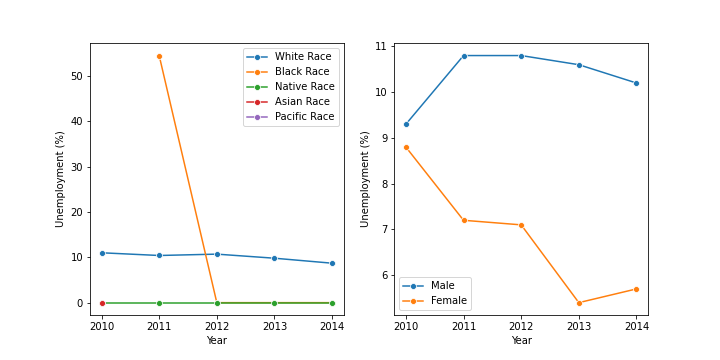 White Race
Black Race
Native Race
Asian Race
Pacific Race
50
40
30
20
10
0
Unemployment (%)
2010 2011 2012 2013 2014
Year
11
10
9
8
7
6
Unemployment (%)
Male
Female
2010 2011 2012 2013 2014
Year